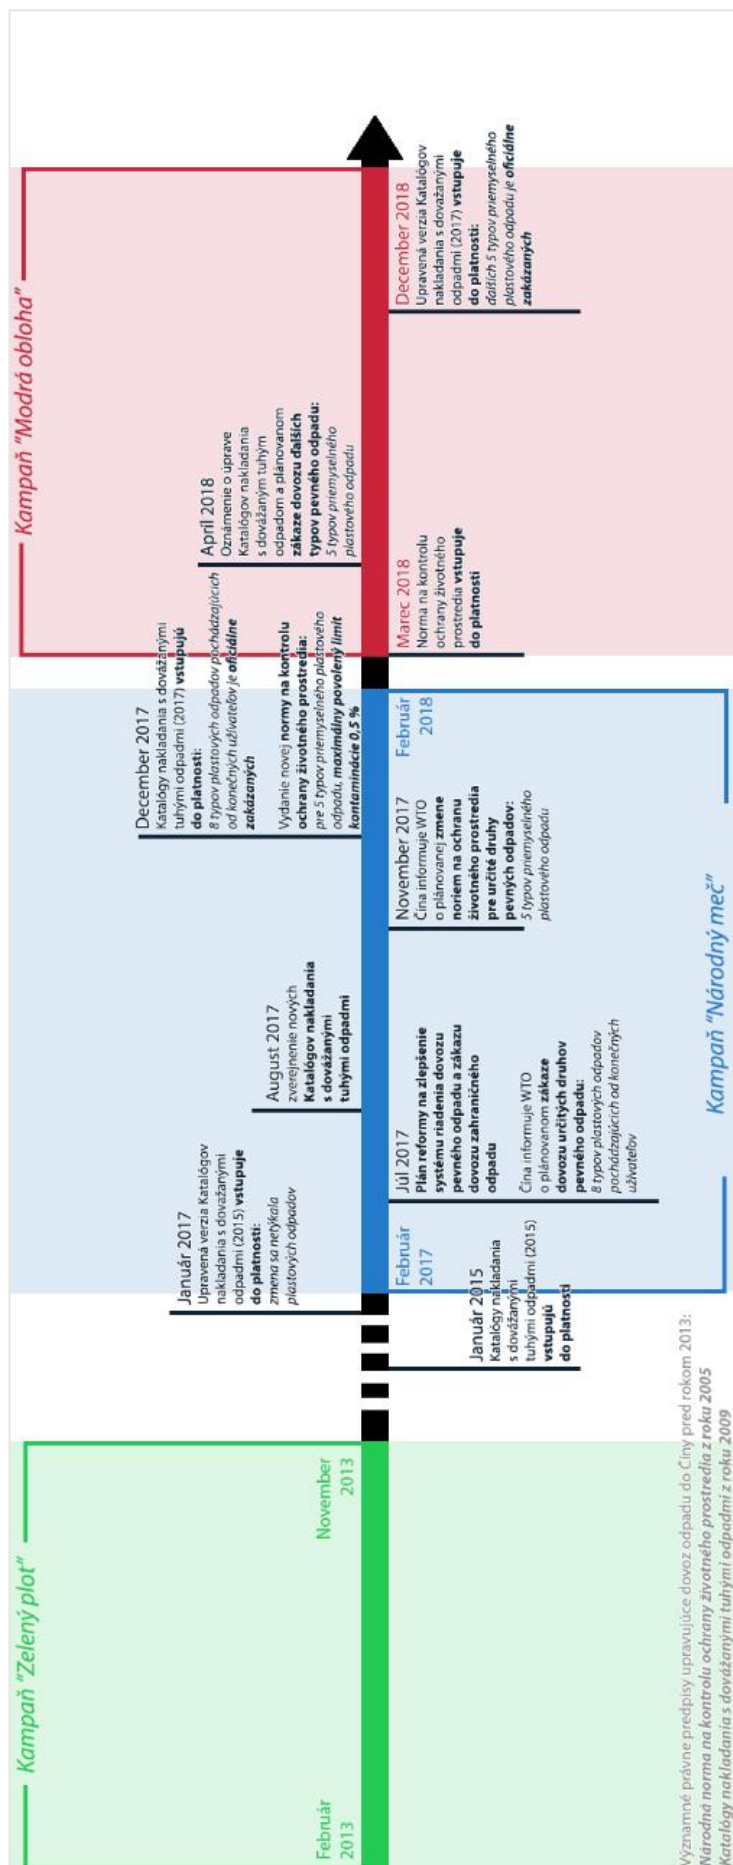 Kampaň "Zelený plot"
Február
2013
November
2013
Významné právne predpisy upravujúce dovoz odpadu do Číny pred rokom 2013:
Národná norma na kontrolu ochrany životného prostredia z roku 2005
Katalógy nakladania s dovážanými tuhými odpadmi z roku 2009
Január 2015
Katalógy nakladania
s dovážanými
tuhými odpadmi (2015)
vstupujú
do platnosti
Január 2017
Upravená verzia Katalógov
nakladania s dovažanými
odpadmi (2015) vstupuje
do platnosti:
zmena sa netýkala
plastových odpadov
Február
2017
Kampaň "Národný meč"
Júl 2017
Plán reformy na zlepšenie
systému riadenia dovozu
pevného odpadu a zákazu
dovozu zahraničného
odpadu
Čína informuje WTO
o plánovanom zákaze
dovozu určitých druhov
pevného odpadu:
8 typov plastových odpadov
pochádzajúcich od konečných
užívateľov
August 2017
zverejnenie nových
Katalógov nakladania
s dovážanými
tuhými odpadmi
November 2017
Čína informuje WTO
o plánovanej zmene
noriem na ochranu
životného prostredia
pre určité druhy
pevných odpadov:
5 typov priemyselného
plastového odpadu
December 2017
Katalógy nakladania s dovážanými
tuhými odpadmi (2017) vstupujú
do platnosti:
8 typov plastových odpadov pochádzajúcich
od konečných užívateľov je oficiálne
zakázaných
Vydanie novej normy na kontrolu
ochrany životného prostredia:
pre 5 typov priemyselného plastového
odpadu, maximálny povolený limit
kontaminácie 0,5 %
Február
2018
Kampaň "Modrá obloha"
Marec 2018
Norma na kontrolu
ochrany životného
prostredia vstupuje
do platnosti
Apríl 2018
Oznámenie o úprave
Katalógov nakladania
s dovážaným tuhým
odpadom a plánovanom
zákaze dovozu ďalších
typov pevného odpadu:
5 typov priemyselného
plastového odpadu
December 2018
Upravená verzia Katalógov
nakladania s dovažanými
odpadmi (2017) vstupuje
do platnosti:
ďalších 5 typov priemyselného
plastového odpadu je oficiálne
zakázaných